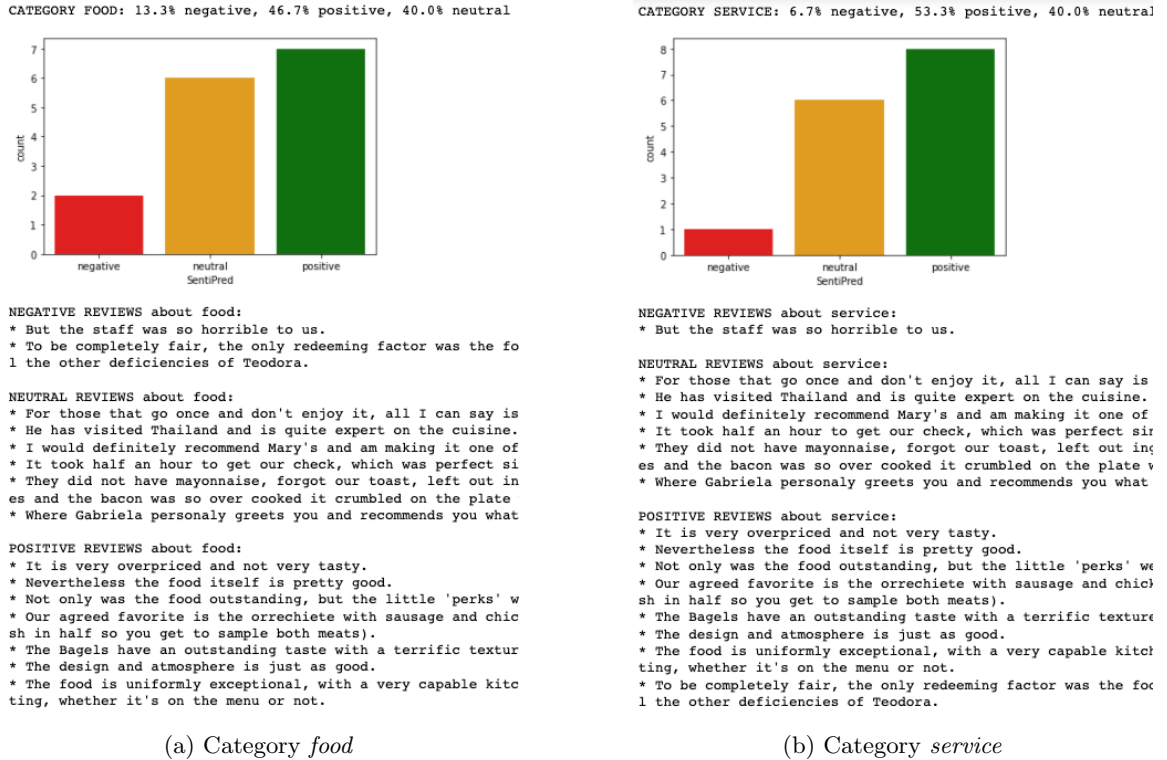 CATEGORY FOOD: 13.3% negative, 46.7% positive, 40.0% neutral
7
6
5
4
3
2
1
0
count
negative neutral positive
SentiPred
NEGATIVE REVIEWS about food:
* But the staff was so horrible to us.
* To be completely fair, the only redeeming factor was the fo
l the other deficiencies of Teodora.
NEUTRAL REVIEWS about food:
* For those that go once and don't enjoy it, all I can say is
* He has visited Thailand and is quite expert on the cuisine.
* I would definitely recommend Mary's and am making it one of
* It took half an hour to get our check, which was perfect si
* They did not have mayonnaise, forgot our toast, left out in
es and the bacon was so over cooked it crumbled on the plate
* Where Gabriela personaly greets you and recommends you what
POSITIVE REVIEWS about food:
* It is very overpriced and not very tasty.
* Nevertheless the food itself is pretty good.
* Not only was the food outstanding, but the little 'perks' w
* Our agreed favorite is the orrechiete with sausage and chic
sh in half so you get to sample both meats).
* The Bagels have an outstanding taste with a terrific textur
* The design and atmosphere is just as good.
* The food is uniformly exceptional, with a very capable kitc
ting, whether it's on the menu or not.
(a) Category food
CATEGORY SERVICE: 6.7% negative, 53.3% positive, 40.0% neutral
8
7
6
5
4
3
2
1
0
count
negative neutral positive
SentiPred
NEGATIVE REVIEWS about service:
* But the staff was so horrible to us.
NEUTRAL REVIEWS about service:
* For those that go once and don't enjoy it, all I can say is
* He has visited Thailand and is quite expert on the cuisine.
* I would definitely recommend Mary's and am making it one of
* It took half an hour to get our check, which was perfect sin
* They did not have mayonnaise, forgot our toast, left out ing
es and the bacon was so over cooked it crumbled on the plate w
* Where Gabriela personaly greets you and recommends you what
POSITIVE REVIEWS about service:
* It is very overpriced and not very tasty.
* Nevertheless the food itself is pretty good.
* Not only was the food outstanding, but the little 'perks' we
* Our agreed favorite is the orrechiete with sausage and chick
sh in half so you get to sample both meats).
* The Bagels have an outstanding taste with a terrific texture
* The design and atmosphere is just as good.
* The food is uniformly exceptional, with a very capable kitch
ting, whether it's on the menu or not.
* To be completely fair, the only redeeming factor was the foo
l the other deficiencies of Teodora.
(b) Category service